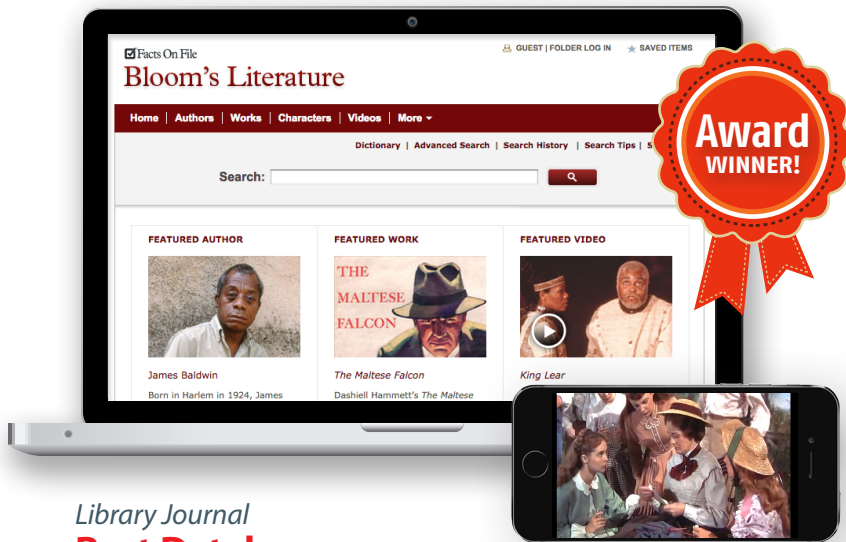 Facts On File
GUEST | FOLDER LOG IN
SAVED ITEMS
Bloom's Literature
Home | Authors | Works | Characters | Videos | More
Dictionary | Advanced Search | Search History | Search Tips |
Search:
Award
WINNER!
FEATURED AUTHOR
FEATURED WORK
FEATURED VIDEO
THE
MALTESE
FALCON
James Baldwin
The Maltese Falcon
King Lear
Born in Harlem in 1924, James
Dashiell Hammett's The Maltese
Library Journal